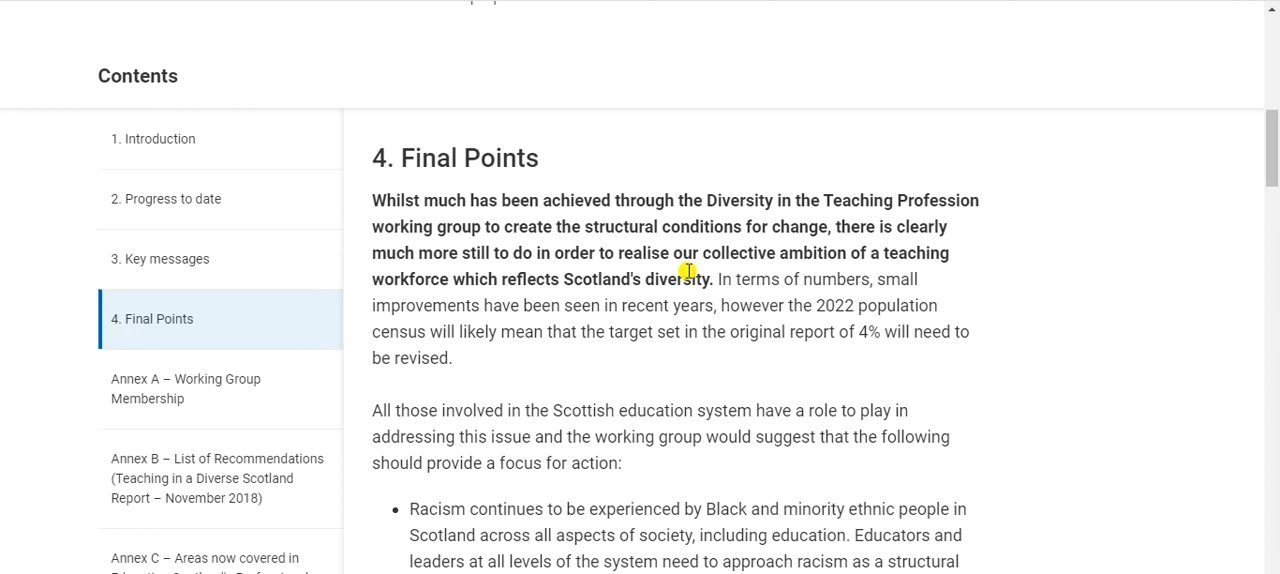 Contents
1. Introduction
2. Progress to date
3. Key messages
4. Final Points
Annex A – Working Group
Membership
Annex B – List of Recommendations
(Teaching in a Diverse Scotland
Report – November 2018)
Annex C – Areas now covered in
4. Final Points
Whilst much has been achieved through the Diversity in the Teaching Profession
working group to create the structural conditions for change, there is clearly
much more still to do in order to realise our collective ambition of a teaching
workforce which reflects Scotland's diversity. In terms of numbers, small
improvements have been seen in recent years, however the 2022 population
census will likely mean that the target set in the original report of 4% will need to
be revised.
All those involved in the Scottish education system have a role to play in
addressing this issue and the working group would suggest that the following
should provide a focus for action:
• Racism continues to be experienced by Black and minority ethnic people in
Scotland across all aspects of society, including education. Educators and
leaders at all levels of the system need to approach racism as a structural